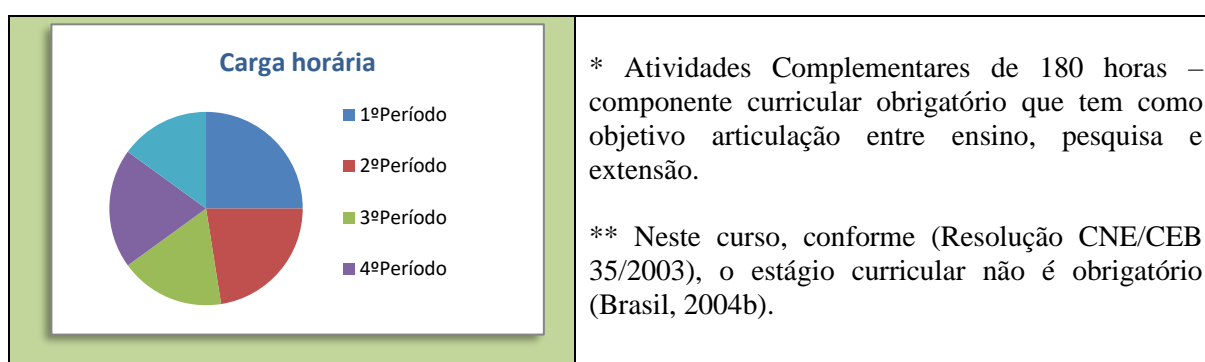 Carga horária
1ºPeríodo
2ºPeríodo
3ºPeríodo
4ºPeríodo
* Atividades Complementares de 180 horas –
componente curricular obrigatório que tem como
objetivo articulação entre ensino, pesquisa e
extensão.
** Neste curso, conforme (Resolução CNE/CEB
35/2003), o estágio curricular não é obrigatório
(Brasil, 2004b).